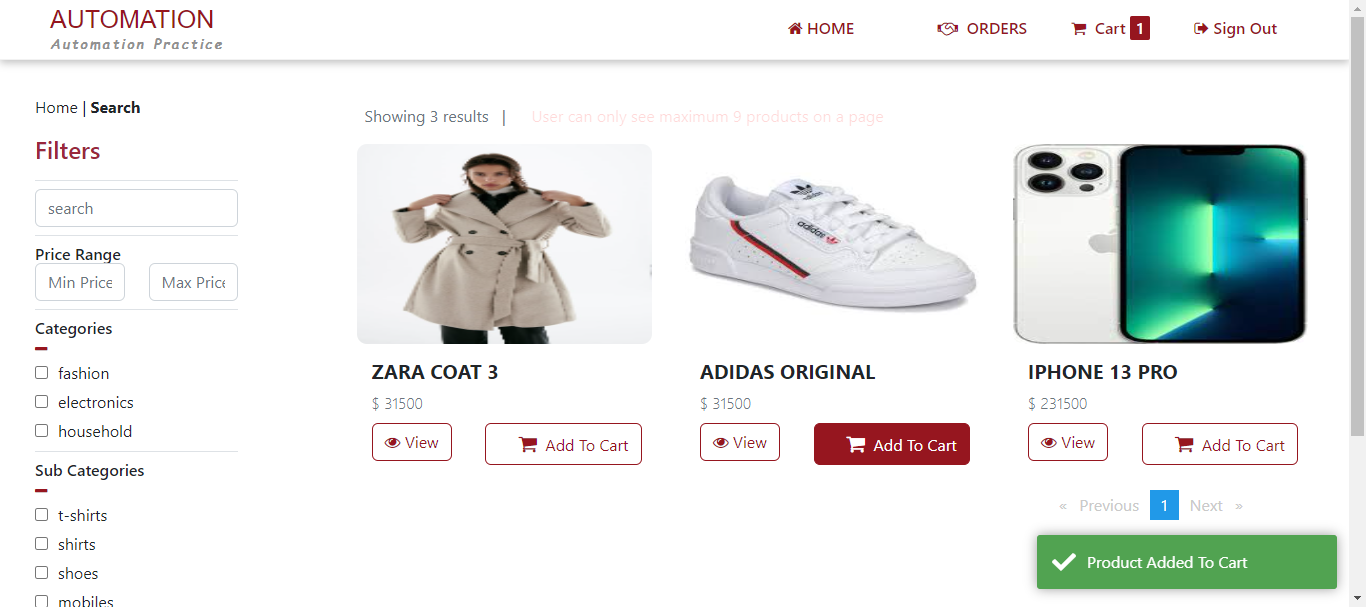 AUTOMATION
Automation Practice
HOME
ORDERS
Cart 1
Sign Out
Home | Search
Showing 3 results |
User can only see maximum 9 products on a page
Filters
search
Price Range
Min Price
Max Price
Categories
fashion
electronics
household
Sub Categories
t-shirts
shirts
shoes
mobiles
adidas
ZARA COAT 3
$ 31500
View
Add To Cart
adidas
ADIDAS ORIGINAL
$ 31500
View
Add To Cart
IPHONE 13 PRO
$ 231500
View
Add To Cart
« Previous 1 Next »
Product Added To Cart